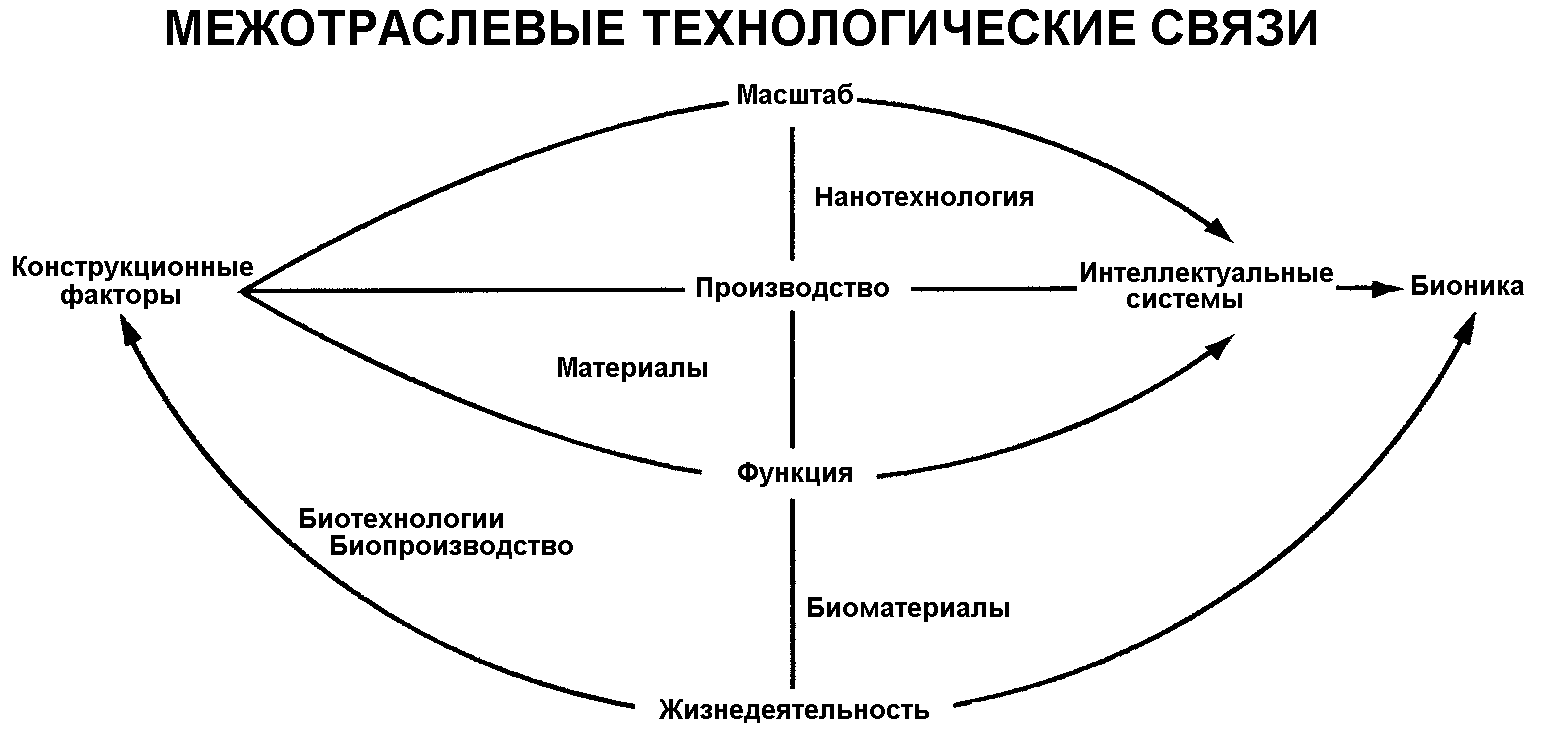 МЕЖОТРАСЛЕВЫЕ ТЕХНОЛОГИЧЕСКИЕ СВЯЗИ
Масштаб
Нанотехнология
Конструкционные
факторы
Производство
Интеллектуальные
системы
Бионика
Материалы
Функция
Биотехнологии
Биопроизводство
Биоматериалы
Жизнедеятельность